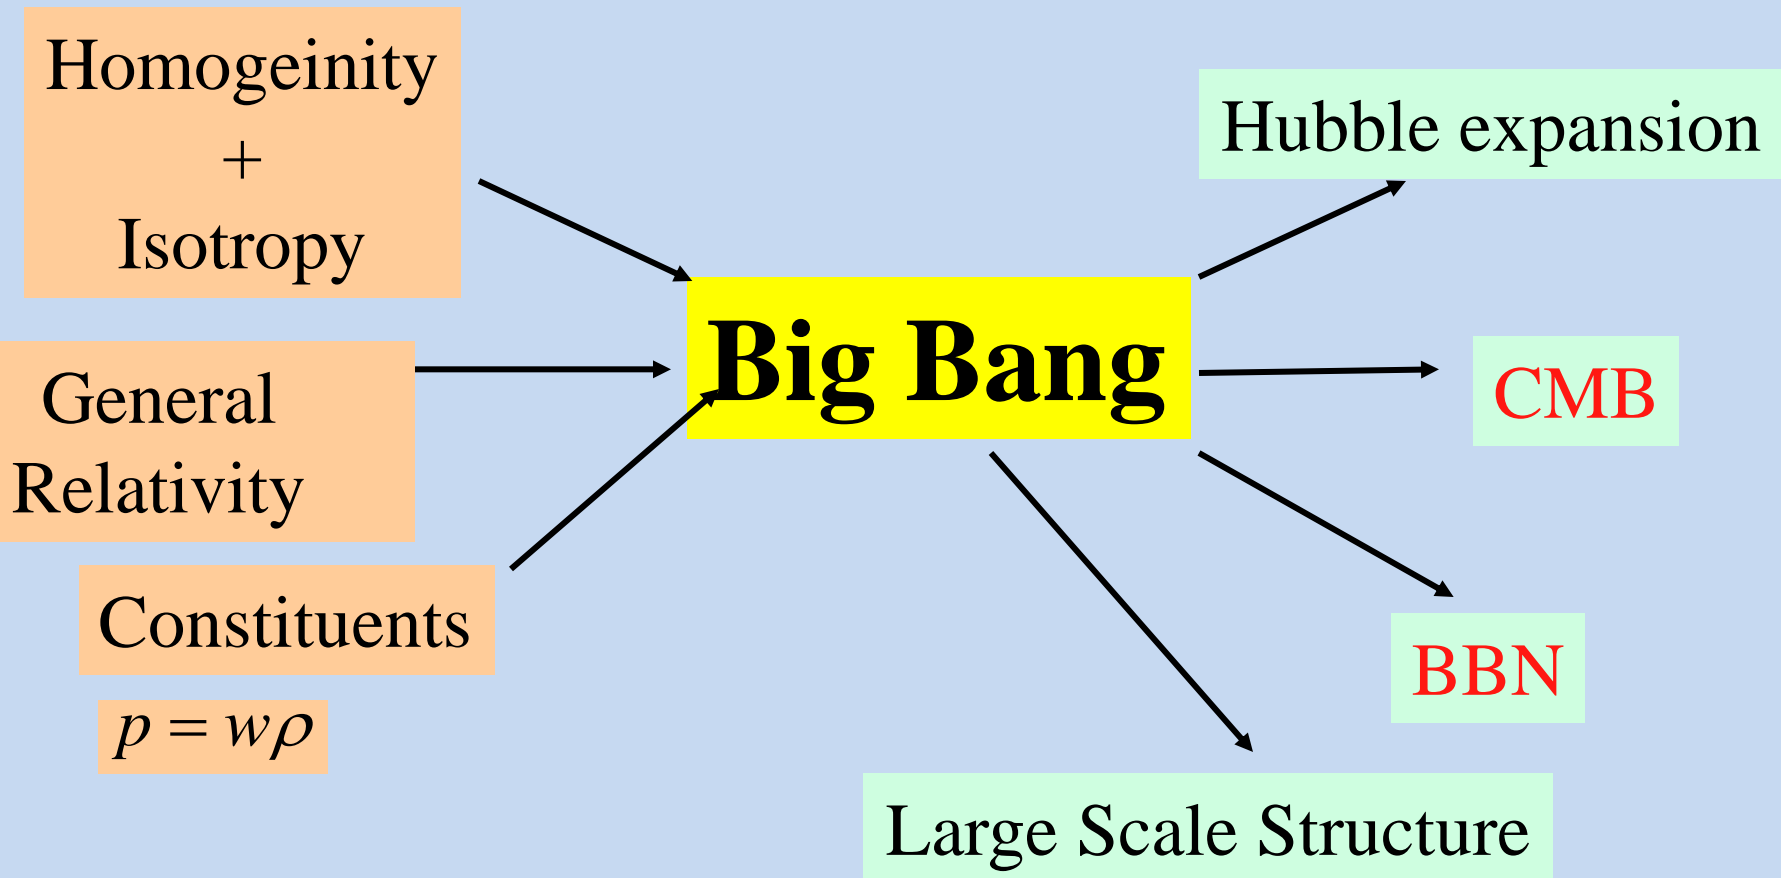 Homogeinity
+
Isotropy
General
Relativity
Constituents
p = wρ
Big Bang
Hubble expansion
CMB
BBN
Large Scale Structure